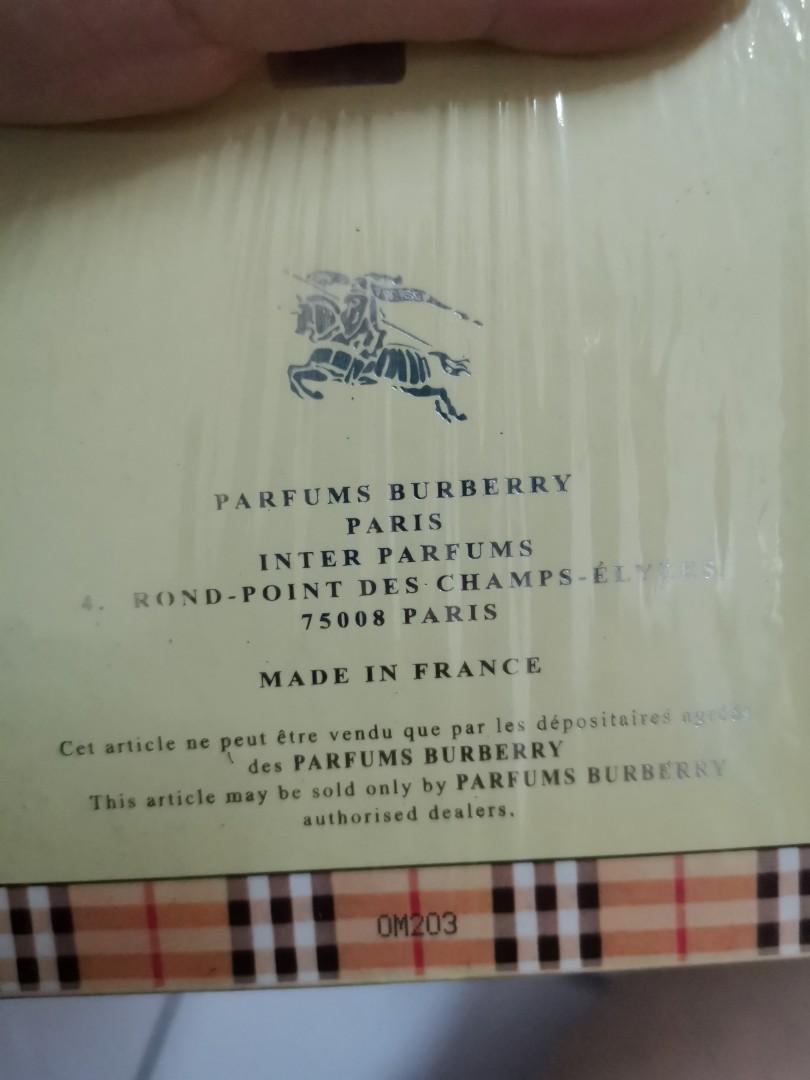 PARFUMS BURBERRY
PARIS
INTER PARFUMS
4. ROND-POINT DES CHAMPS-ÉLYSÉES
75008 PARIS
MADE IN FRANCE
Cet article ne peut être vendu que par les dépositaires agréés
des PARFUMS BURBERRY
This article may be sold only by PARFUMS BURBERRY
authorised dealers.
0M203